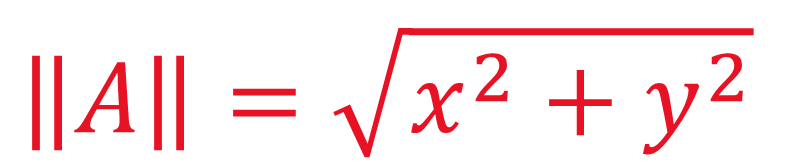 ‖A‖ = √(x² + y²)